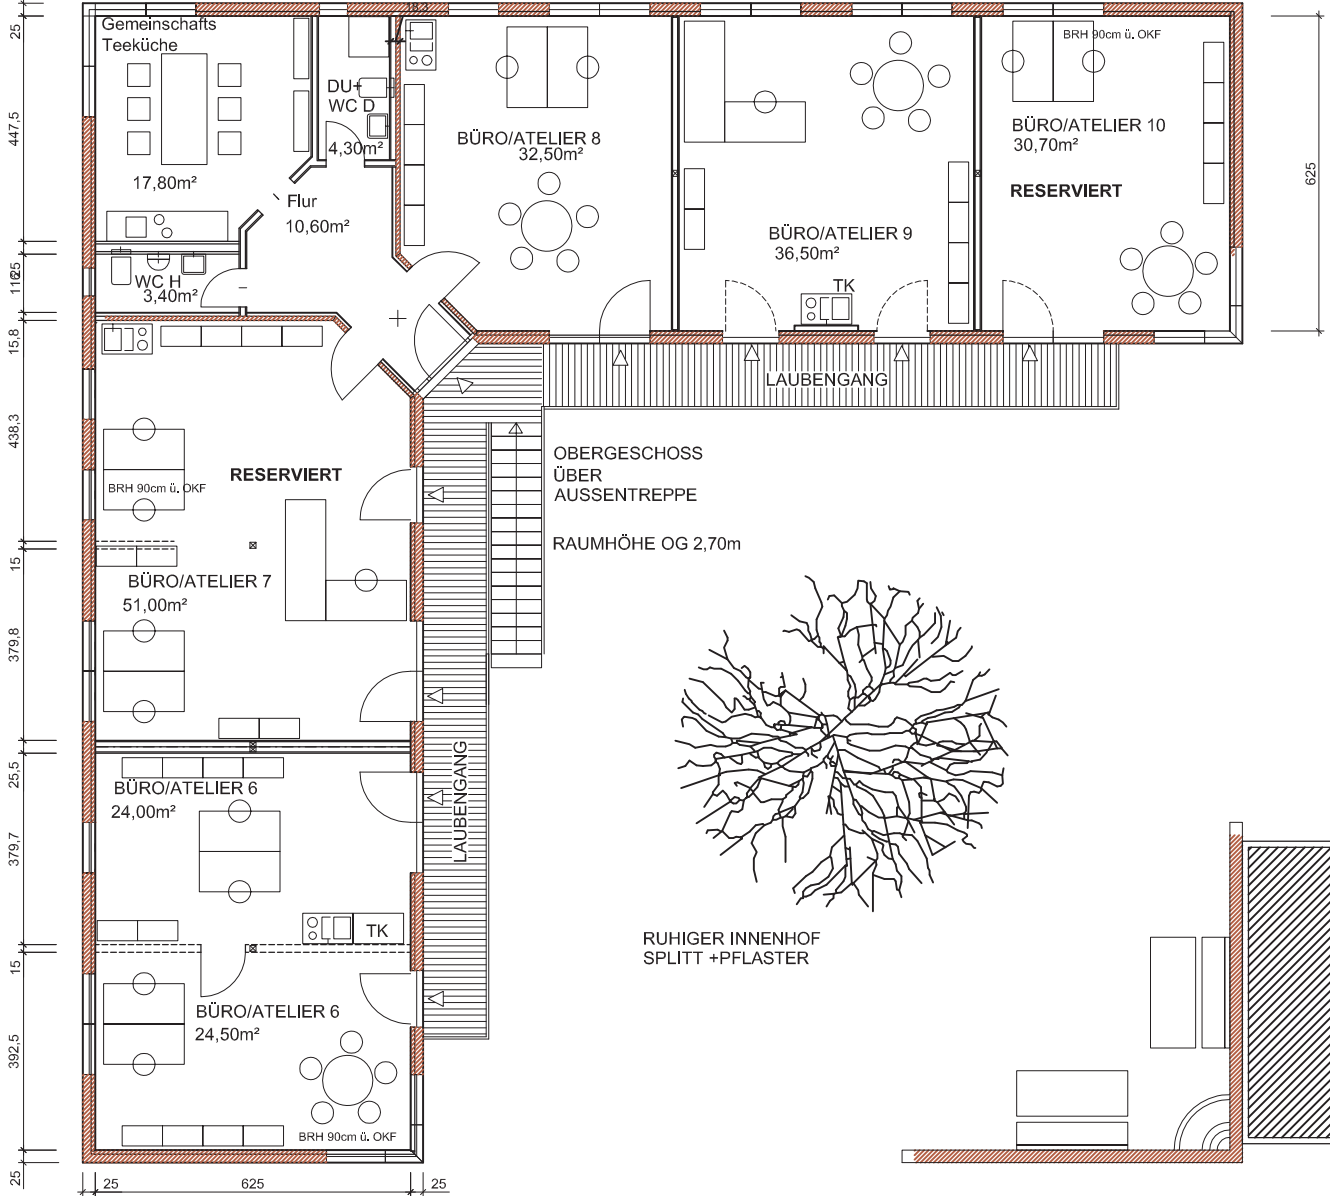 18,3
Gemeinschafts
Teeküche
17,80m²
DU+
WC D
4,30m²
Flur
10,60m²
WC H
3,40m²
BÜRO/ATELIER 8
32,50m²
BÜRO/ATELIER 9
36,50m²
TK
BRH 90cm ü. OKF
BÜRO/ATELIER 10
30,70m²
RESERVIERT
625
LAUBENGANG
OBERGESCHOSS
ÜBER
AUSSENTREPPE
RAUMHÖHE OG 2,70m
RESERVIERT
BRH 90cm ü. OKF
BÜRO/ATELIER 7
51,00m²
LAUBENGANG
BÜRO/ATELIER 6
24,00m²
TK
BÜRO/ATELIER 6
24,50m²
BRH 90cm ü. OKF
RUHIGER INNENHOF
SPLITT +PFLASTER
25
447,5
15,8
438,3
15
379,8
25,5
379,7
15
392,5
25
25
625
25